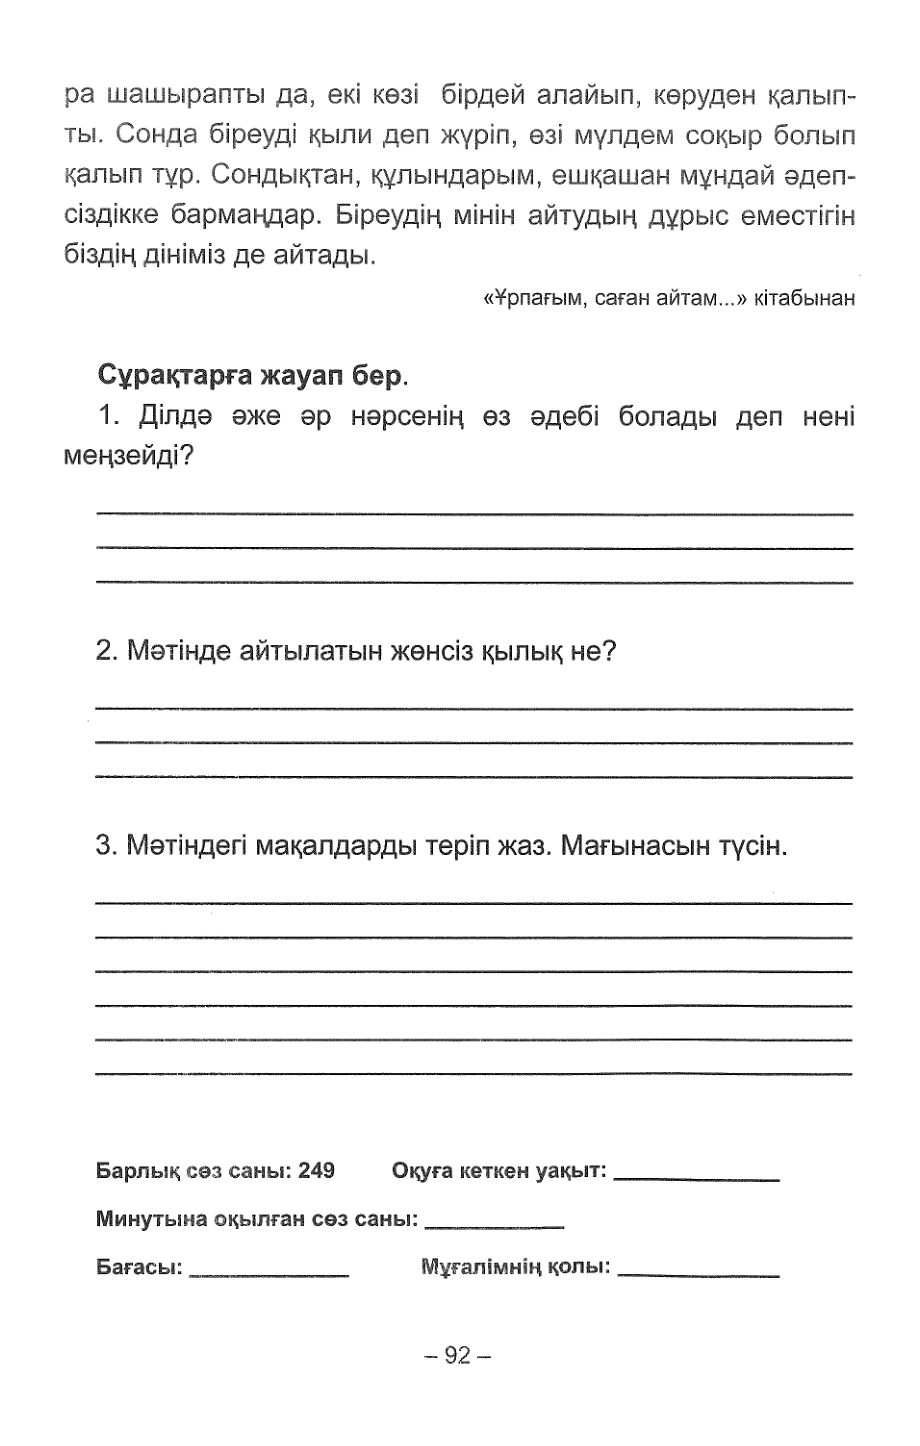 ра шашырапты да, екі көзі бірдей алайып, көруден қалып-
ты. Сонда біреуді қыли деп жүріп, өзі мүлдем соқыр болып
қалып тұр. Сондықтан, құлындарым, ешқашан мұндай әдеп-
сіздікке бармаңдар. Біреудің мінін айтудың дұрыс еместігін
біздің дініміз де айтады.
«Ұрпағым, саған айтам...» кітабынан
Сұрақтарға жауап бер.
1. Ділдә әже әр нәрсенің өз әдебі болады деп нені
меңзейді?
2. Мәтінде айтылатын жөнсіз қылық не?
3. Мәтіндегі мақалдарды теріп жаз. Мағынасын түсін.
Барлық сөз саны: 249 Оқуға кеткен уақыт: ____________
Минутына оқылған сөз саны: __________
Бағасы: ____________ Мұғалімнің қолы: ____________
– 92 –